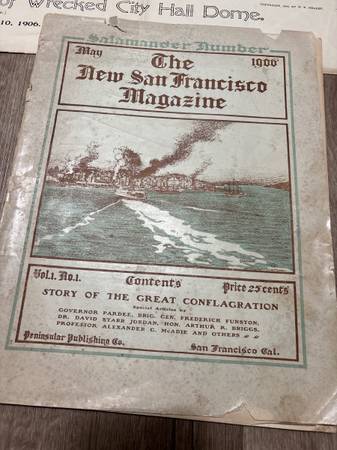 of Wrecked City Hall Dome.
10, 1906.
Salamander Number
May 1906
The
New San Francisco
Magazine
Vol.1. No.1. Contents Price 25 cents
STORY OF THE GREAT CONFLAGRATION
Special Articles by
GOVERNOR PARDEE, BRIG. GEN. FREDERICK FUNSTON,
DR. DAVID STARR JORDAN, HON. ARTHUR R. BRIGGS,
PROFESSOR ALEXANDER G. McADIE AND OTHERS
Peninsular Publishing Co. San Francisco Cal.